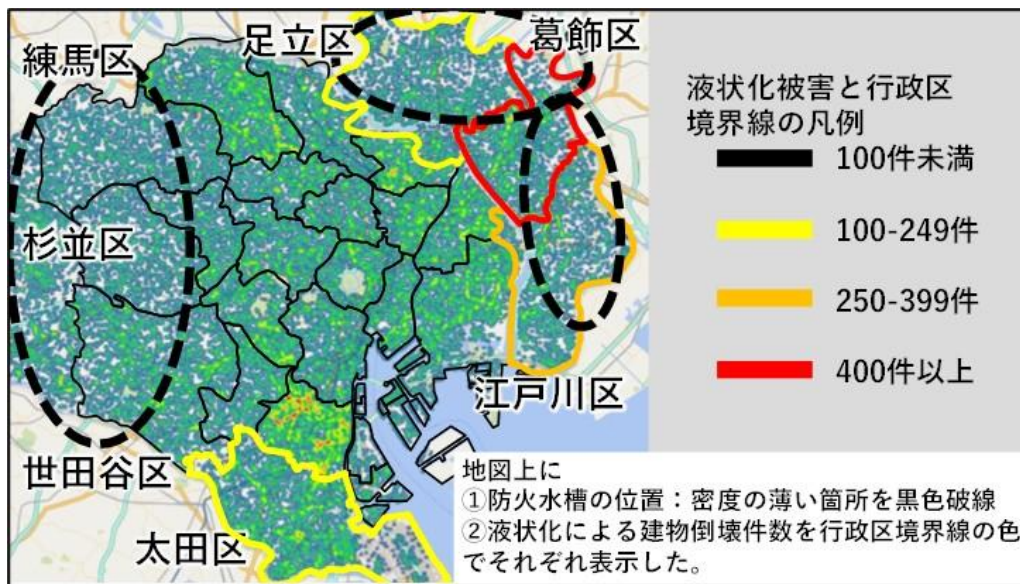 足立区
葛飾区
練馬区
杉並区
世田谷区
太田区
江戸川区
液状化被害と行政区
境界線の凡例
100件未満
100-249件
250-399件
400件以上
地図上に
①防火水槽の位置：密度の薄い箇所を黒色破線
②液状化による建物倒壊件数を行政区境界線の色
でそれぞれ表示した。